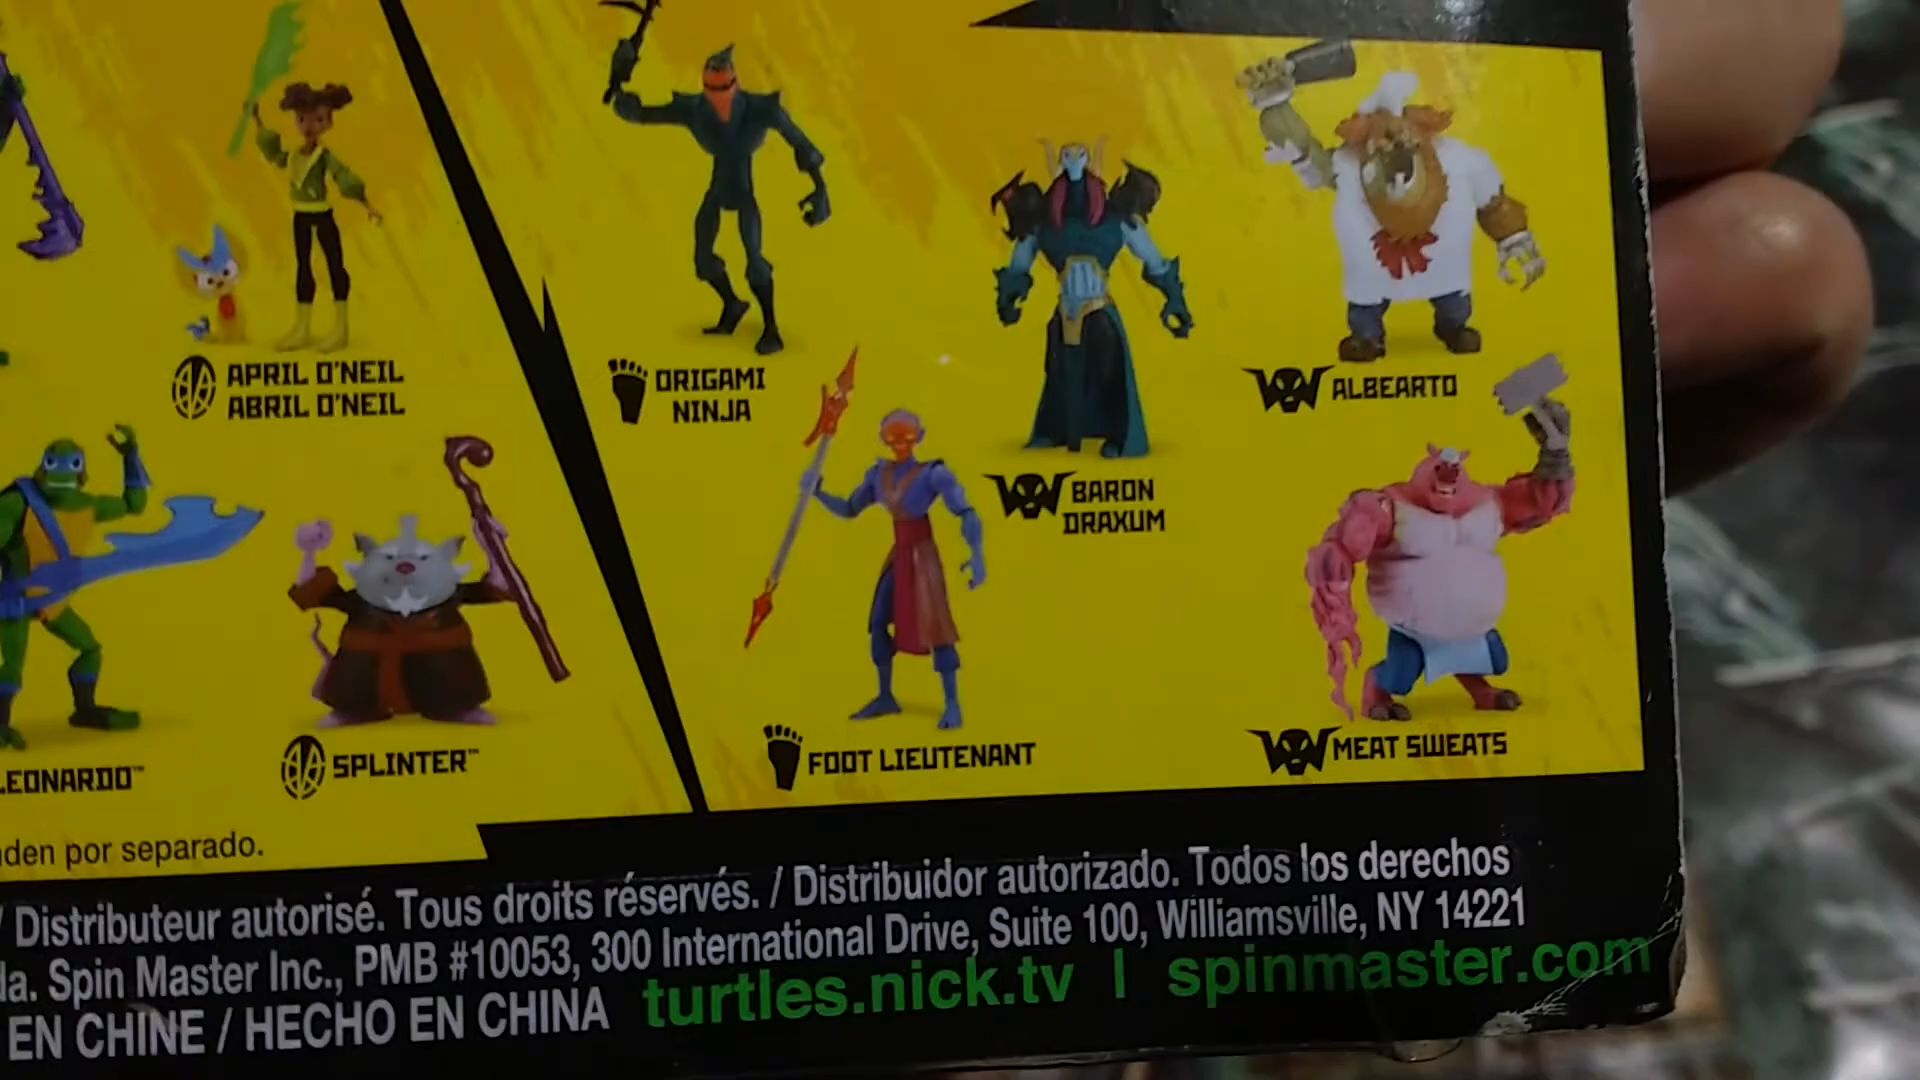 APRIL O'NEIL
ABRIL O'NEIL
ORIGAMI
NINJA
BARON
DRAXUM
ALBEARTO
LEONARDO™
SPLINTER™
FOOT LIEUTENANT
MEAT SWEATS
por separado.
/ Distributeur autorisé. Tous droits réservés. / Distribuidor autorizado. Todos los derechos
Spin Master Inc., PMB #10053, 300 International Drive, Suite 100, Williamsville, NY 14221
EN CHINE / HECHO EN CHINA
turtles.nick.tv | spinmaster.com